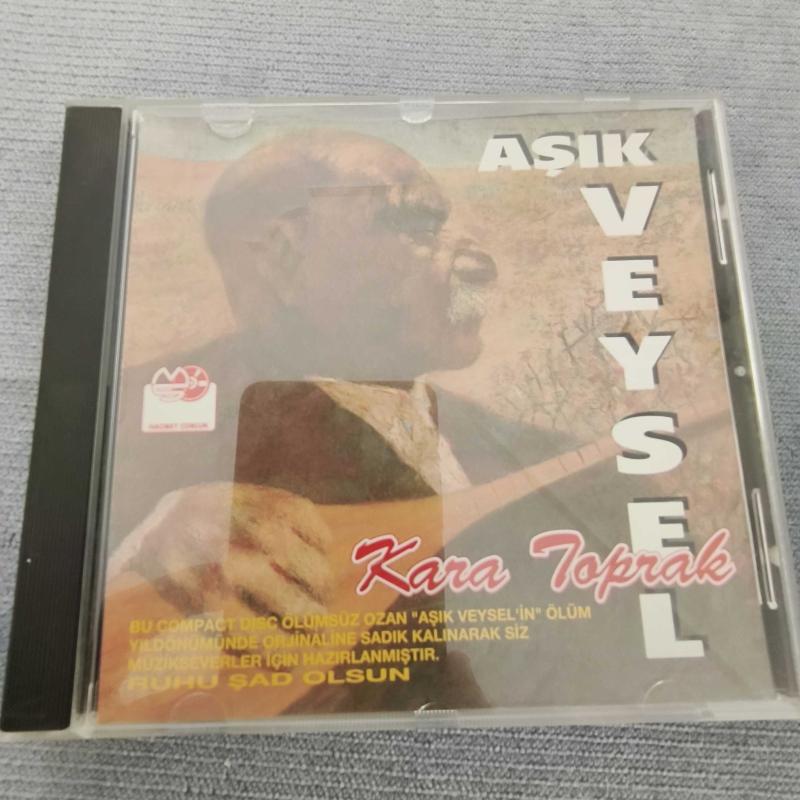 AŞIK
VEYSEL
Kara Toprak
BU COMPACT DISC ÖLÜMSÜZ OZAN "AŞIK VEYSEL'İN" ÖLÜM
YILDÖNÜMÜNDE ORJİNALİNE SADIK KALINARAK SİZ
MÜZİKSEVERLER İÇİN HAZIRLANMIŞTIR.
RUHU ŞAD OLSUN